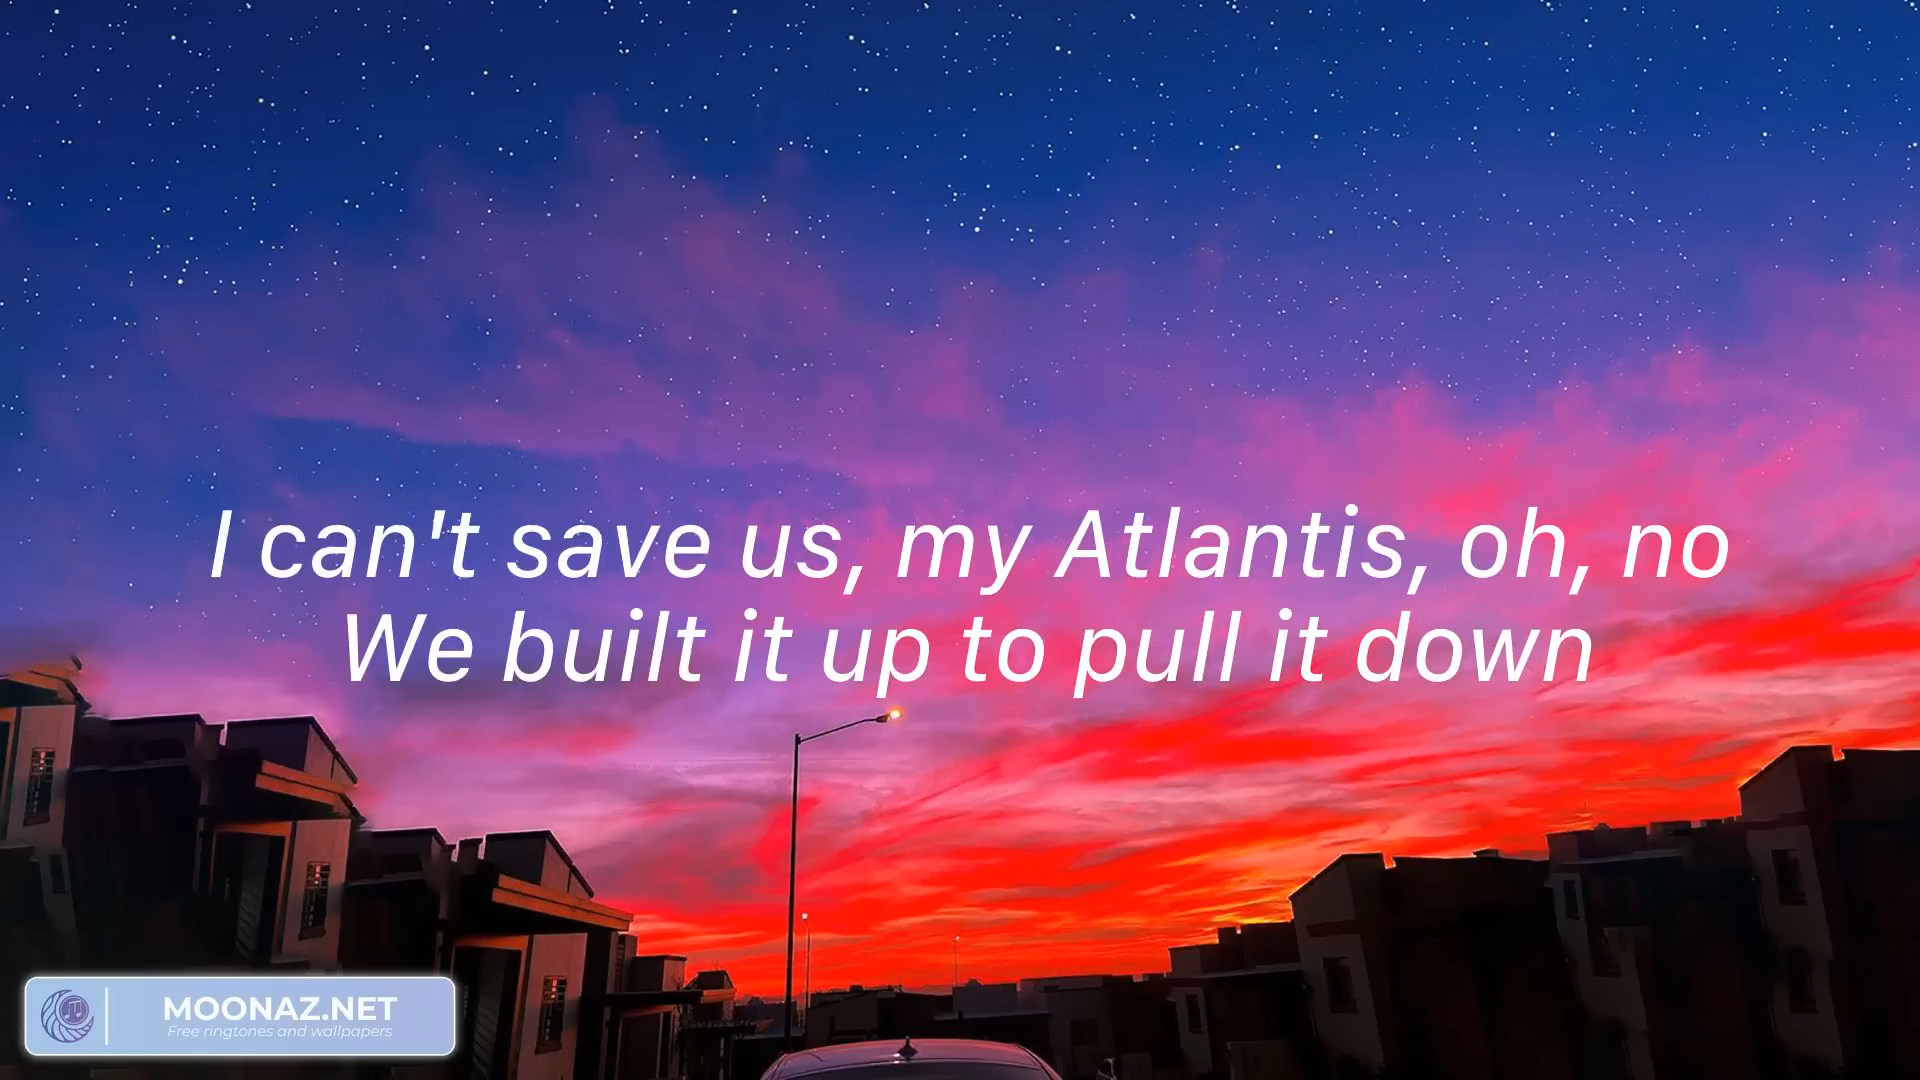 I can't save us, my Atlantis, oh, no
We built it up to pull it down
MOONAZ.NET
Free ringtones and wallpapers